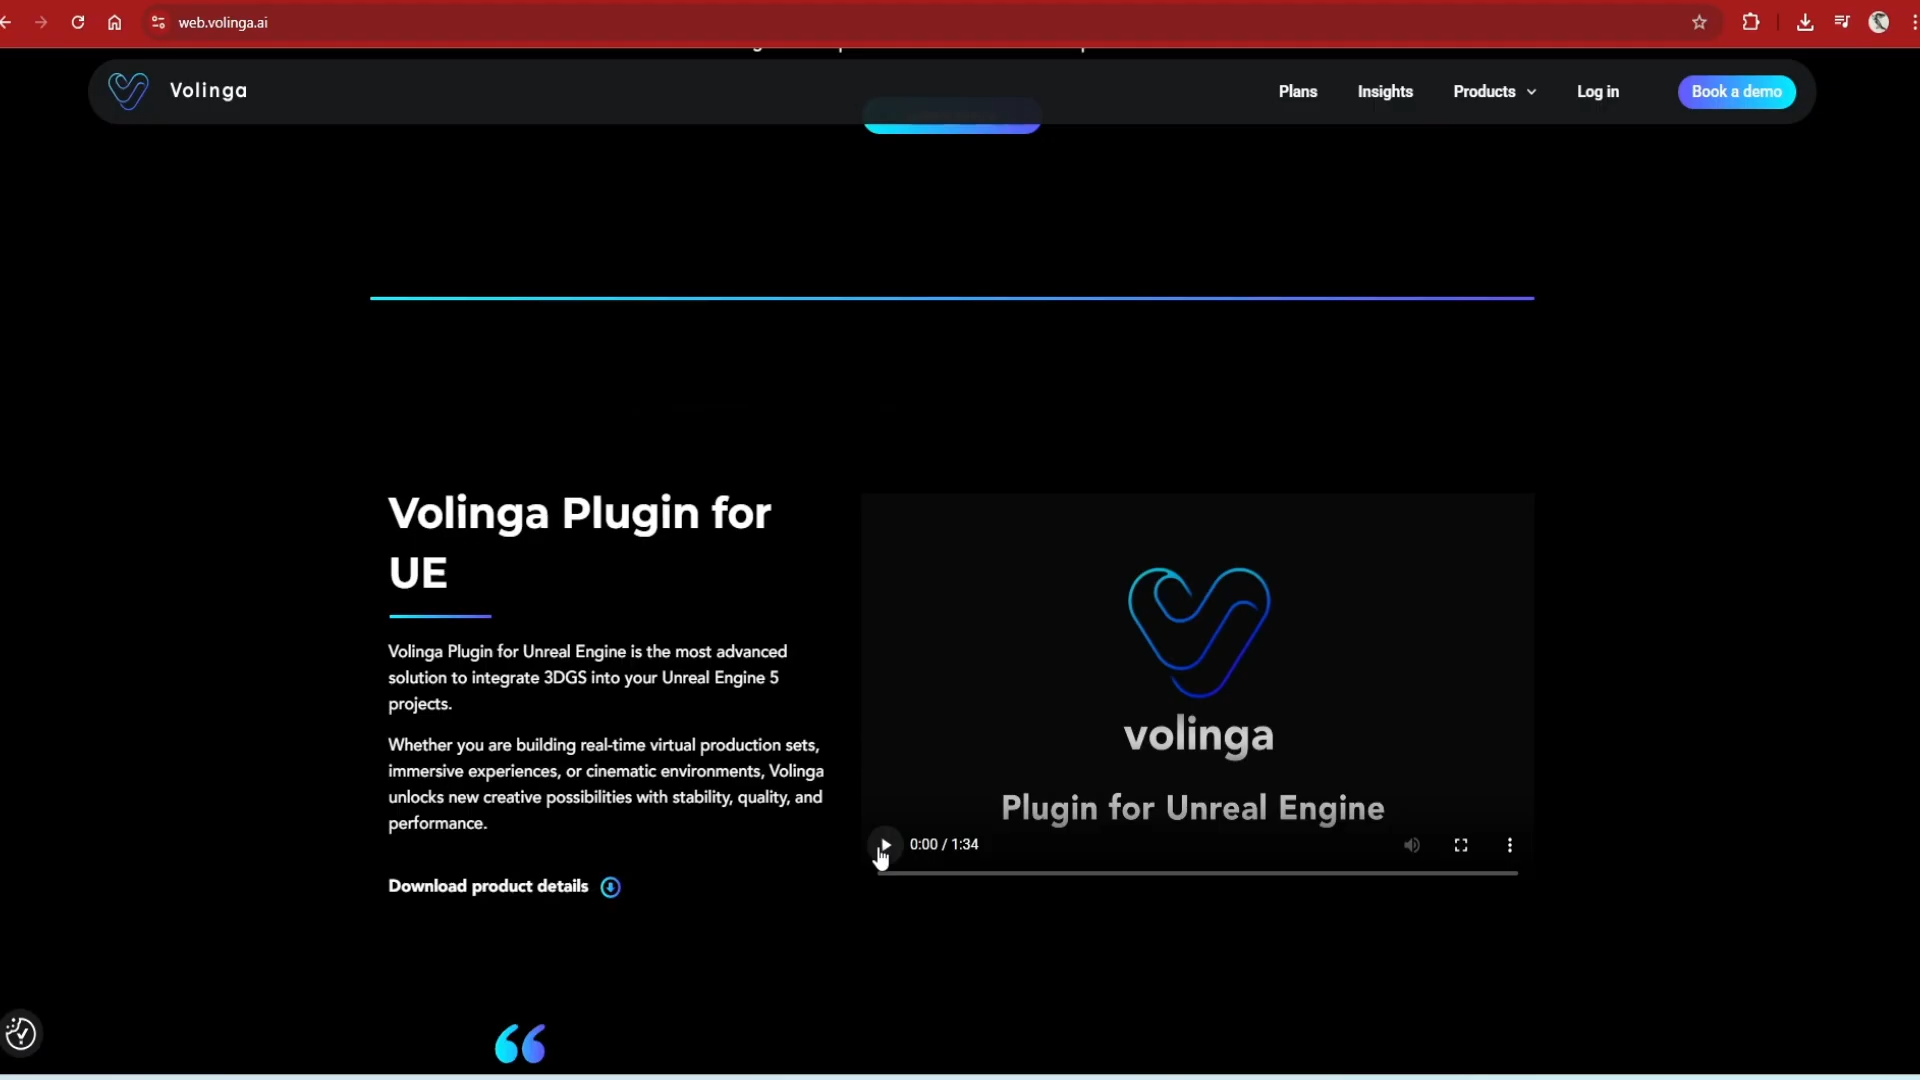 web.volinga.ai
Volinga
Plans
Insights
Products
Log in
Book a demo
Volinga Plugin for
UE
Volinga Plugin for Unreal Engine is the most advanced
solution to integrate 3DGS into your Unreal Engine 5
projects.
Whether you are building real-time virtual production sets,
immersive experiences, or cinematic environments, Volinga
unlocks new creative possibilities with stability, quality, and
performance.
Download product details
volinga
Plugin for Unreal Engine
0:00 / 1:34
“